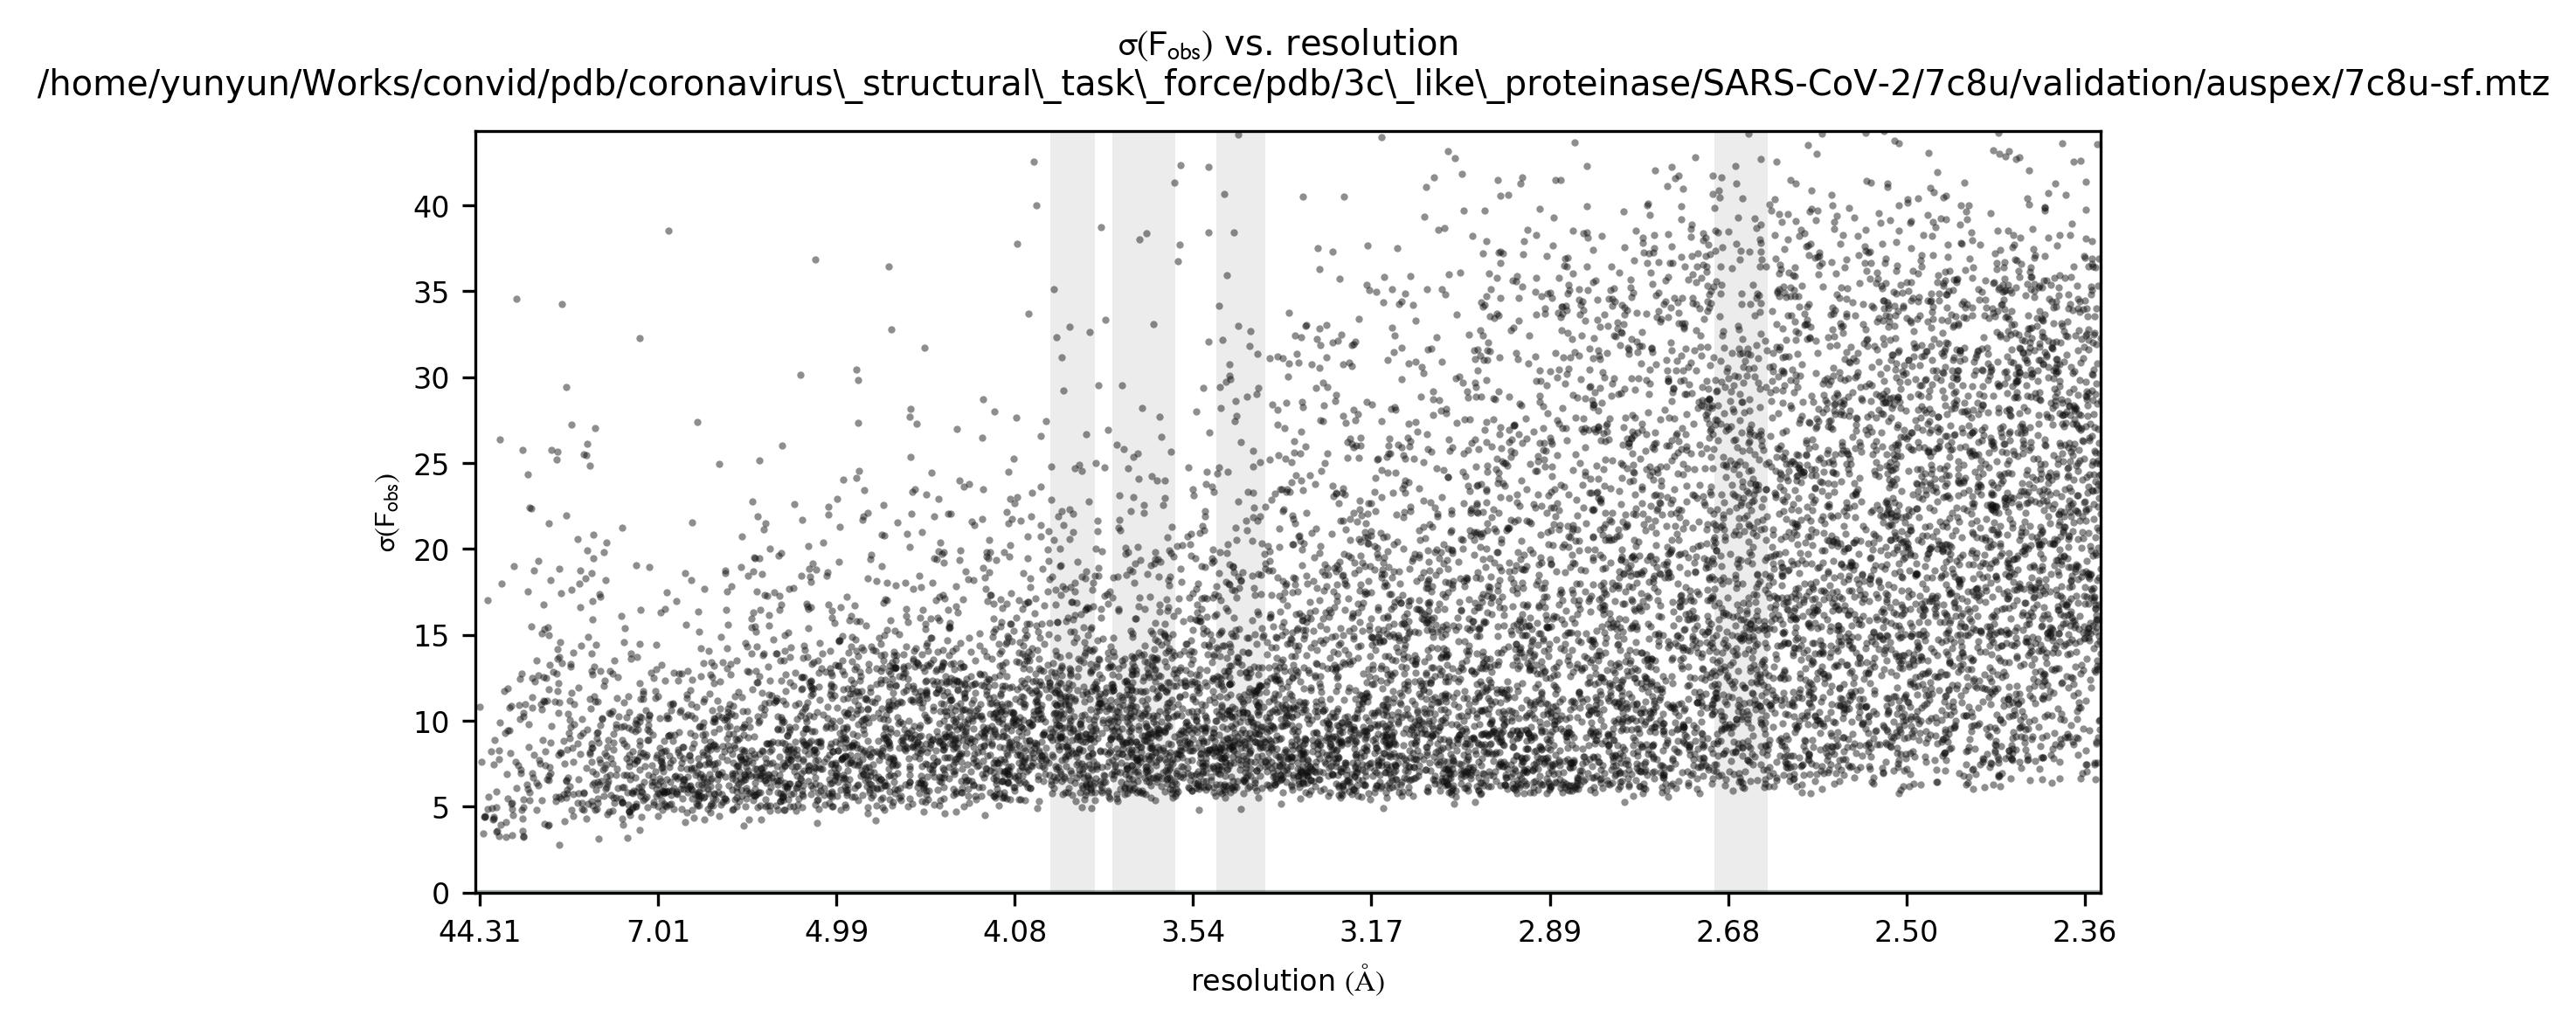 σ(Fobs) vs. resolution
/home/yunyun/Works/convid/pdb/coronavirus\_structural\_task\_force/pdb/3c\_like\_proteinase/SARS-CoV-2/7c8u/validation/auspex/7c8u-sf.mtz
40
35
30
25
20
15
10
5
0
σ(Fobs)
44.31 7.01 4.99 4.08 3.54 3.17 2.89 2.68 2.50 2.36
resolution (Å)